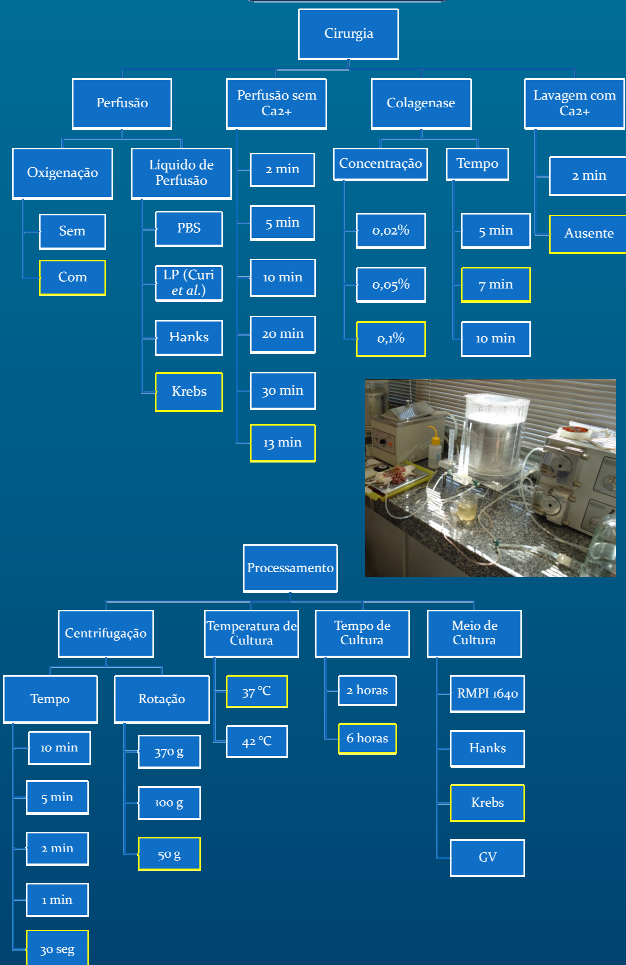 Cirurgia
Perfusão
Perfusão sem
Ca2+
Colagenase
Lavagem com
Ca2+
Oxigenação
Líquido de
Perfusão
Concentração
Tempo
Sem
Com
PBS
LP (Curi
et al.)
Hanks
Krebs
2 min
5 min
10 min
20 min
30 min
13 min
0,02%
0,05%
0,1%
5 min
7 min
10 min
2 min
Ausente
Processamento
Centrifugação
Temperatura de
Cultura
Tempo de
Cultura
Meio de
Cultura
Tempo
Rotação
10 min
5 min
2 min
1 min
30 seg
370 g
100 g
50 g
37 °C
42 °C
2 horas
6 horas
RMPI 1640
Hanks
Krebs
GV